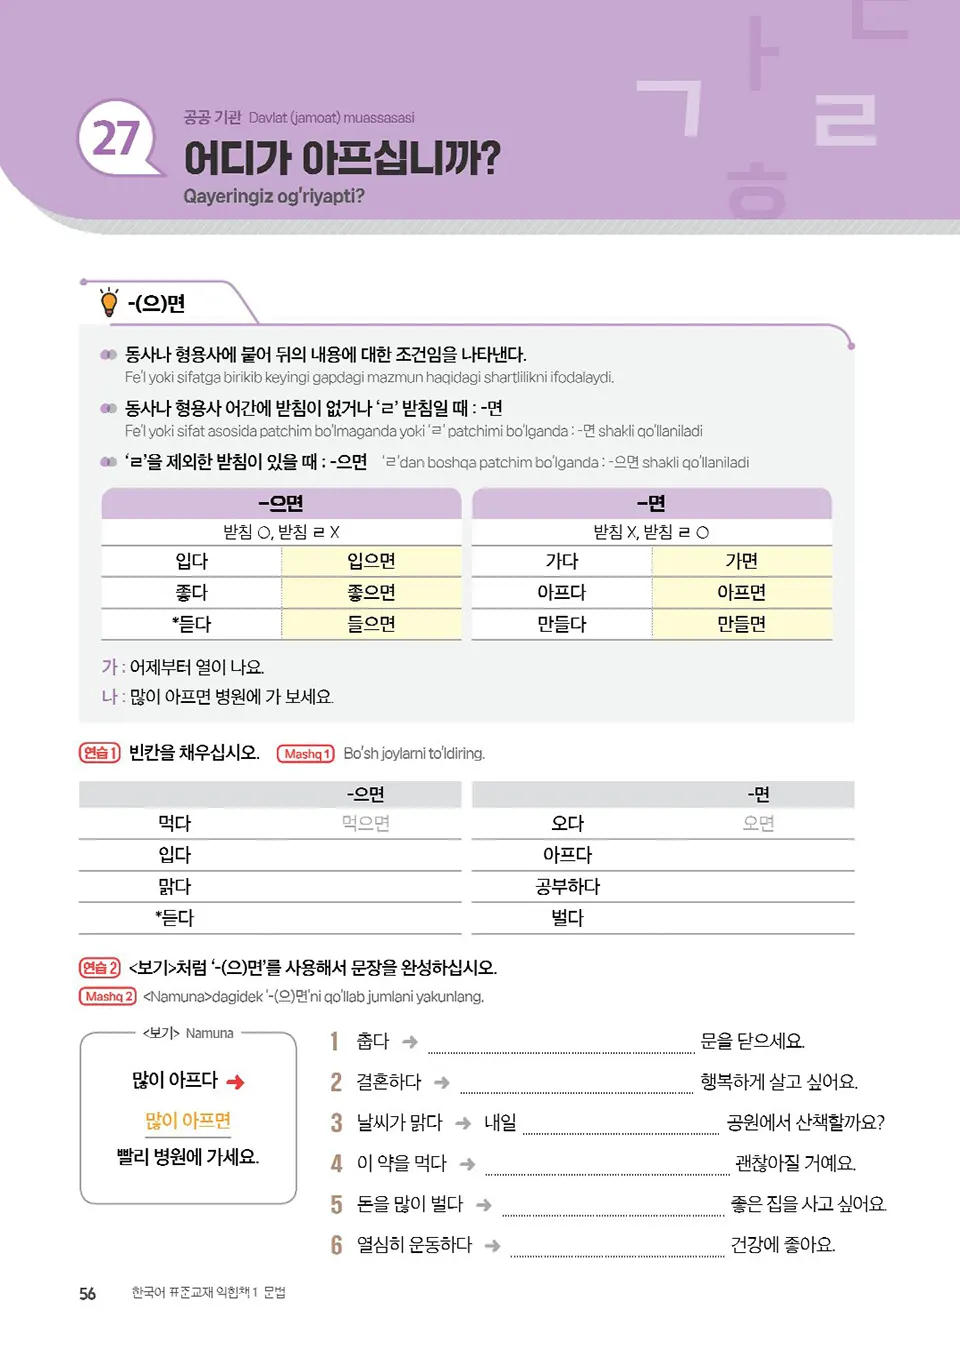 27
공공 기관 Davlat (jamoat) muassasasi
어디가 아프십니까?
Qayeringiz og'riyapti?
ㄱ ㅏ ㄷ ㄹ ㅎ
-(으)면
동사나 형용사에 붙어 뒤의 내용에 대한 조건임을 나타낸다.
Fe'l yoki sifatga birikib keyingi gapdagi mazmun haqidagi shartlilikni ifodalaydi.
동사나 형용사 어간에 받침이 없거나 'ㄹ' 받침일 때 : -면
Fe'l yoki sifat asosida patchim bo'lmaganda yoki 'ㄹ' patchimi bo'lganda : -면 shakli qo'llaniladi
'ㄹ'을 제외한 받침이 있을 때 : -으면 'ㄹ'dan boshqa patchim bo'lganda : -으면 shakli qo'llaniladi
-으면 -면
받침 O, 받침 ㄹ X 받침 X, 받침 ㄹ O
입다 입으면 가다 가면
좋다 좋으면 아프다 아프면
*듣다 들으면 만들다 만들면
가 : 어제부터 열이 나요.
나 : 많이 아프면 병원에 가 보세요.
연습 1 빈칸을 채우십시오. Mashq 1 Bo'sh joylarni to'ldiring.
-으면 -면
먹다 먹으면 오다 오면
입다 아프다
맑다 공부하다
*듣다 벌다
연습 2 <보기>처럼 '-(으)면'를 사용해서 문장을 완성하십시오.
Mashq 2 <Namuna>dagidek '-(으)면'ni qo'llab jumlani yakunlang.
<보기> Namuna
많이 아프다 ➜
많이 아프면
빨리 병원에 가세요.
1 춥다 ➜ 문을 닫으세요.
2 결혼하다 ➜ 행복하게 살고 싶어요.
3 날씨가 맑다 ➜ 내일 공원에서 산책할까요?
4 이 약을 먹다 ➜ 괜찮아질 거예요.
5 돈을 많이 벌다 ➜ 좋은 집을 사고 싶어요.
6 열심히 운동하다 ➜ 건강에 좋아요.
56 한국어 표준교재 익힘책 1 문법